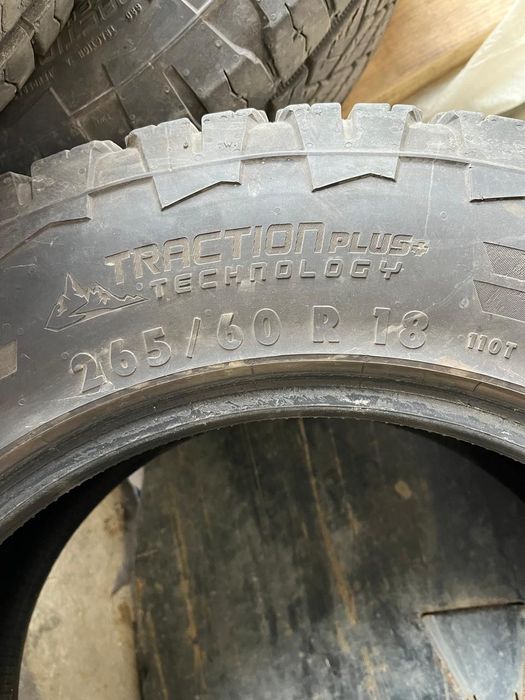 TRACTION PLUS+
TECHNOLOGY
265/60 R 18 110T